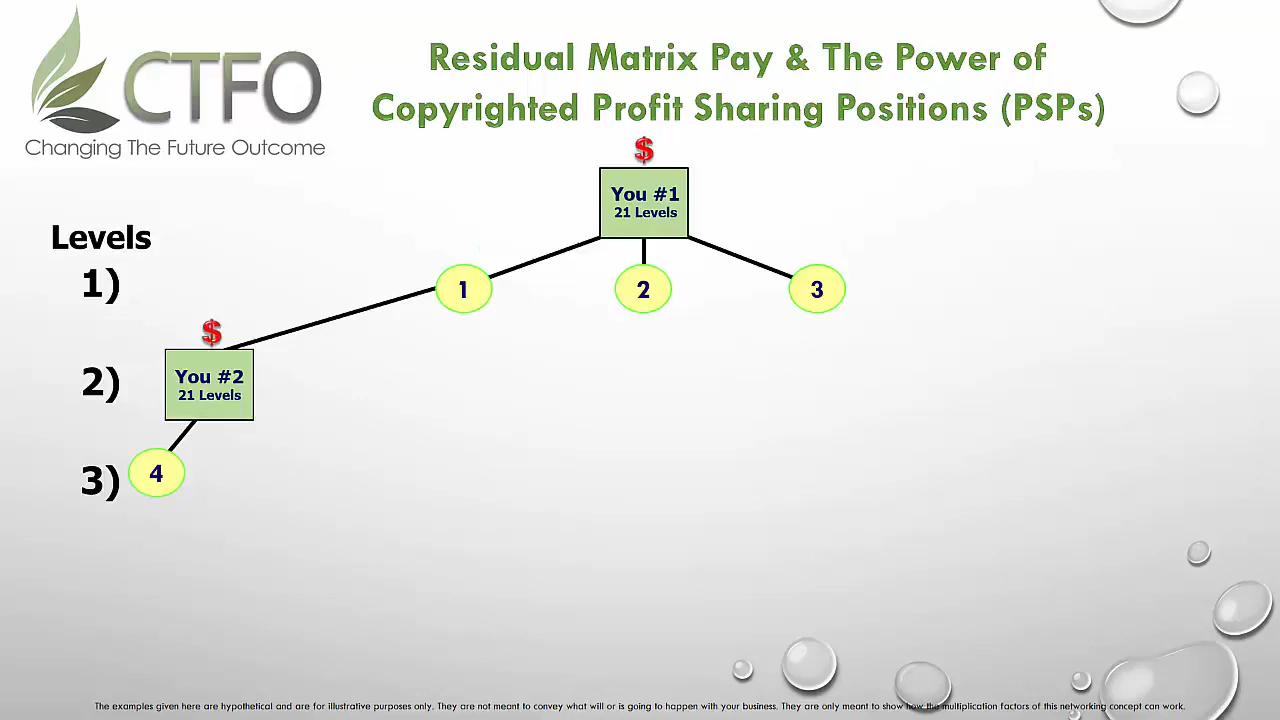 CTFO
Changing The Future Outcome
Residual Matrix Pay & The Power of
Copyrighted Profit Sharing Positions (PSPs)
$
You #1
21 Levels
Levels
1)
1
2
3
$
2)
You #2
21 Levels
3)
4
The examples given here are hypothetical and are for illustrative purposes only. They are not meant to convey what will or is going to happen with your business. They are only meant to show how the multiplication factors of this networking concept can work.